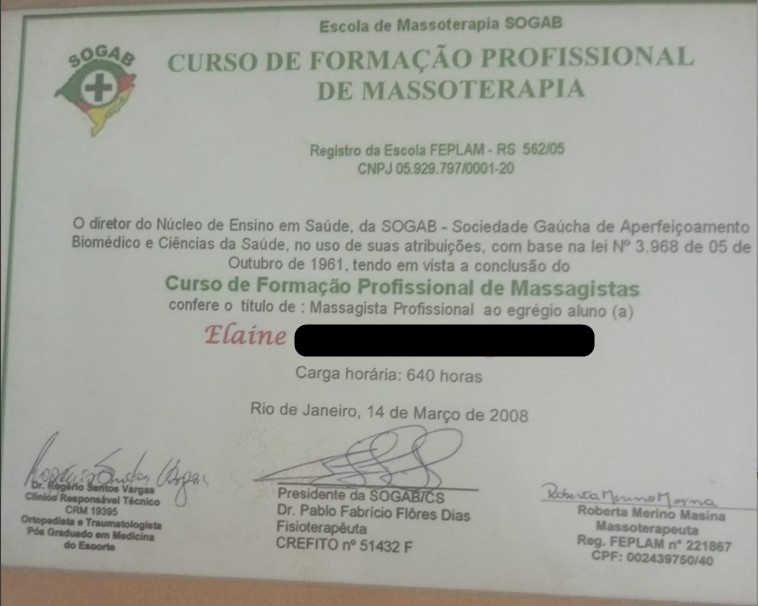 Escola de Massoterapia SOGAB
SOGAB
CURSO DE FORMAÇÃO PROFISSIONAL
DE MASSOTERAPIA
Registro da Escola FEPLAM - RS 562/05
CNPJ 05.929.797/0001-20
O diretor do Núcleo de Ensino em Saúde, da SOGAB - Sociedade Gaúcha de Aperfeiçoamento
Biomédico e Ciências da Saúde, no uso de suas atribuições, com base na lei Nº 3.968 de 05 de
Outubro de 1961, tendo em vista a conclusão do
Curso de Formação Profissional de Massagistas
confere o título de : Massagista Profissional ao egrégio aluno (a)
Elaine
Carga horária: 640 horas
Rio de Janeiro, 14 de Março de 2008
Dr. Rogério Santos Vargas
Clínico Responsável Técnico
CRM 19395
Ortopedista e Traumatologista
Pós Graduado em Medicina
do Esporte
Presidente da SOGAB/CS
Dr. Pablo Fabrício Flôres Dias
Fisioterapêuta
CREFITO nº 51432 F
Roberta Merino Masina
Massoterapeuta
Reg. FEPLAM nº 221867
CPF: 002439750/40